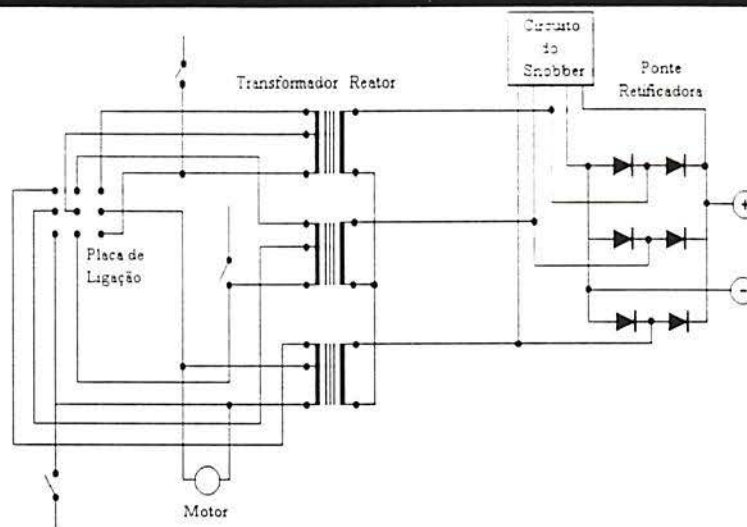 Circuito
do
Snobber
Transformador Reator
Ponte
Retificadora
Placa de
Ligação
Motor
+
−